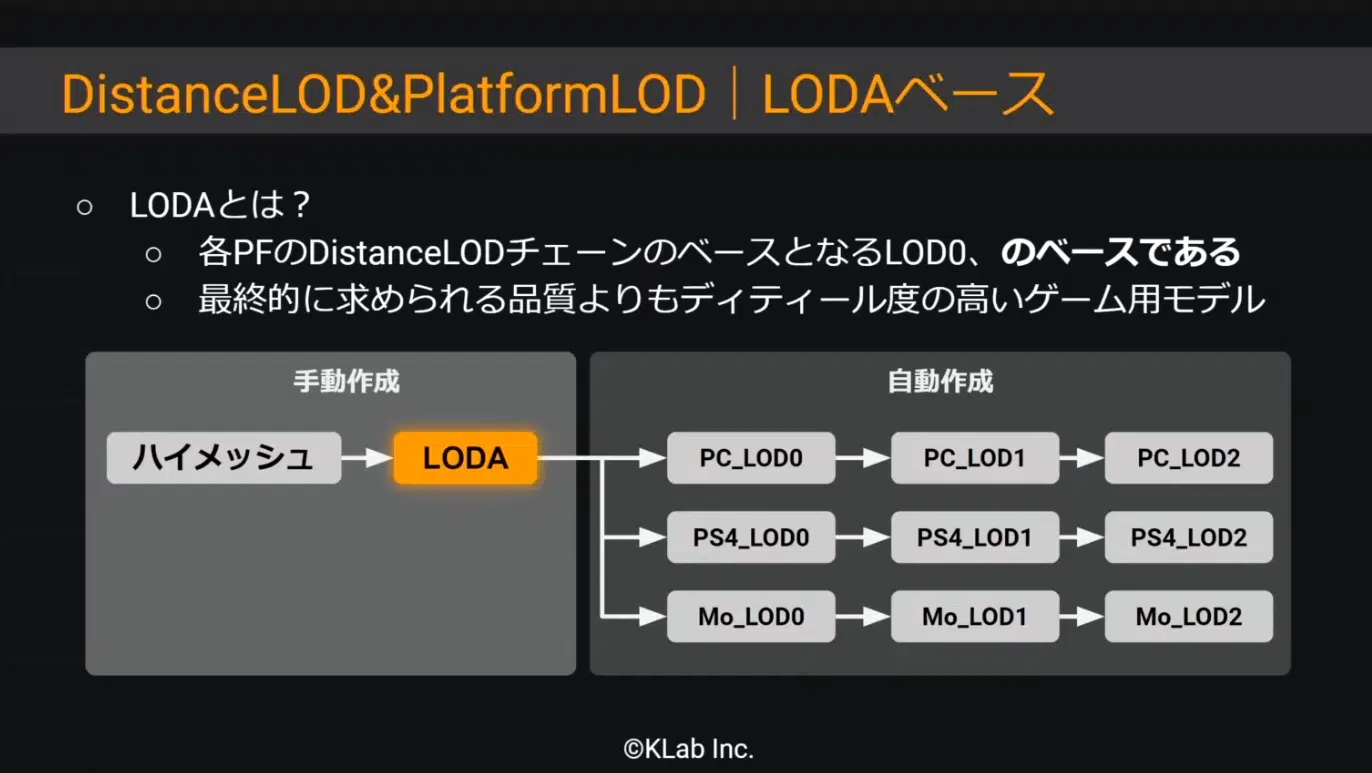 DistanceLOD&PlatformLOD｜LODAベース
○ LODAとは？
○ 各PFのDistanceLODチェーンのベースとなるLOD0、のベースである
○ 最終的に求められる品質よりもディティール度の高いゲーム用モデル
手動作成
自動作成
ハイメッシュ
LODA
PC_LOD0
PC_LOD1
PC_LOD2
PS4_LOD0
PS4_LOD1
PS4_LOD2
Mo_LOD0
Mo_LOD1
Mo_LOD2
©KLab Inc.